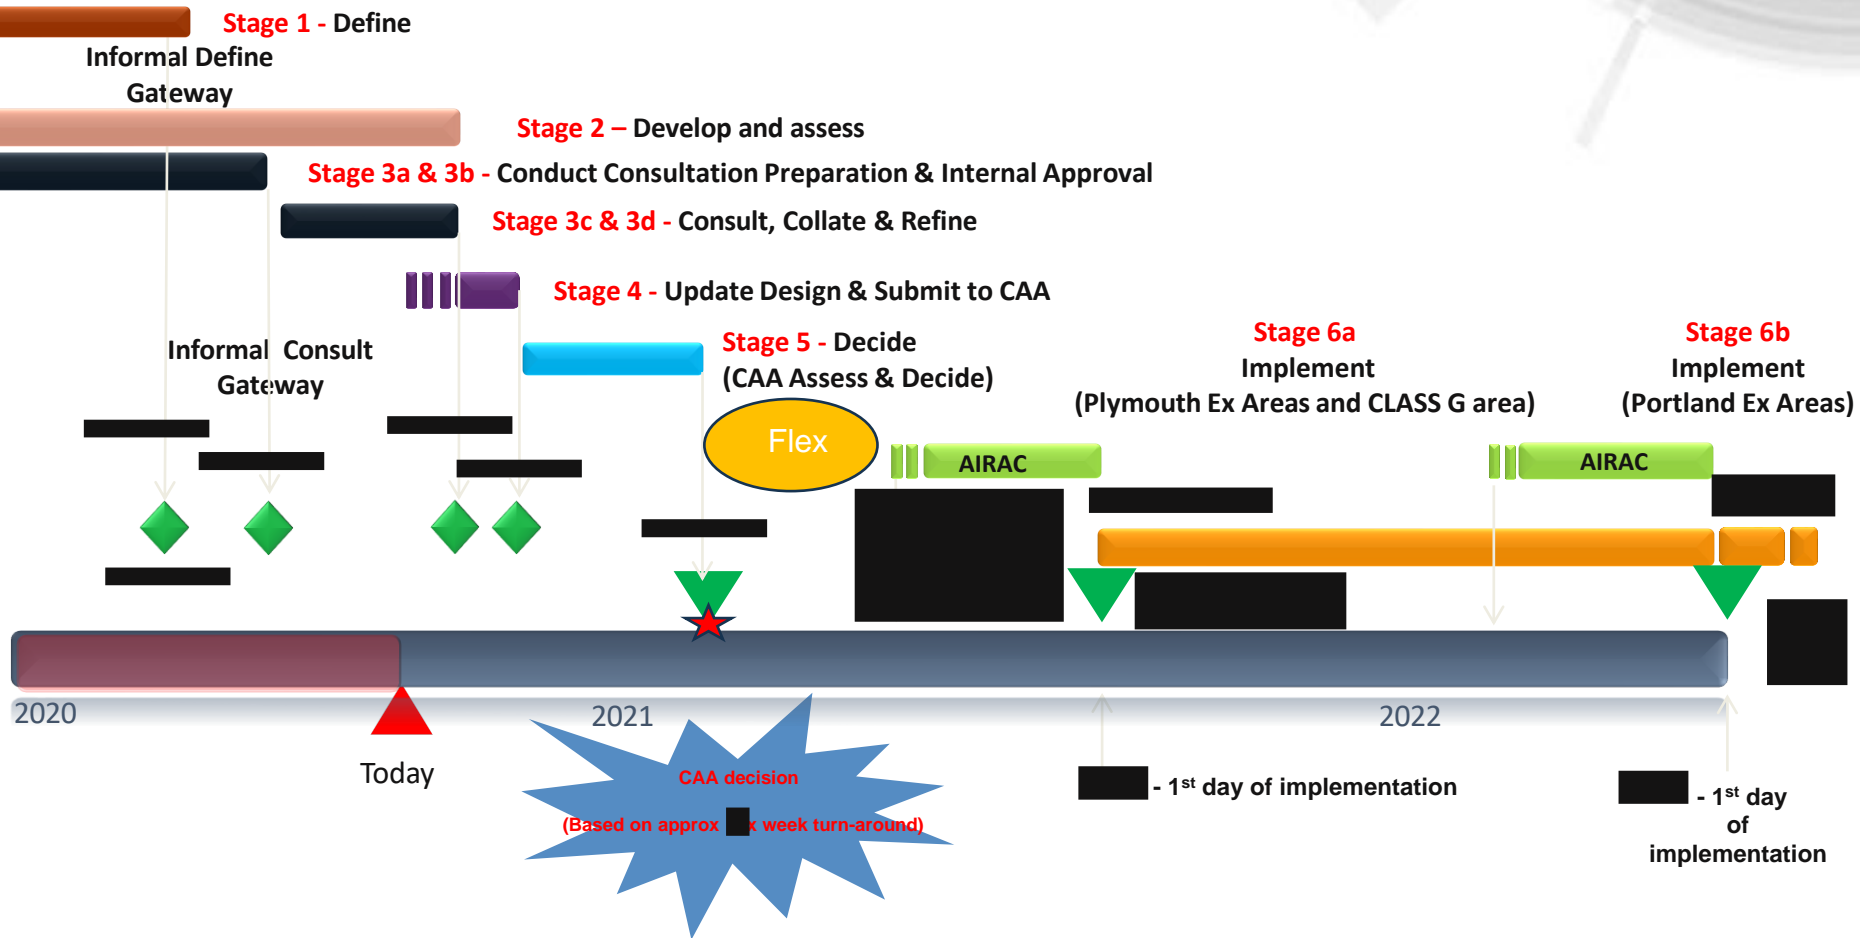 Stage 1 - Define
Informal Define
Gateway
Stage 2 – Develop and assess
Stage 3a & 3b - Conduct Consultation Preparation & Internal Approval
Stage 3c & 3d - Consult, Collate & Refine
Stage 4 - Update Design & Submit to CAA
Informal Consult
Gateway
Stage 5 - Decide
(CAA Assess & Decide)
Flex
Stage 6a
Implement
(Plymouth Ex Areas and CLASS G area)
Stage 6b
Implement
(Portland Ex Areas)
AIRAC
AIRAC
2020
2021
2022
Today
CAA decision
(Based on approx week turn-around)
- 1st day of implementation
- 1st day
of
implementation